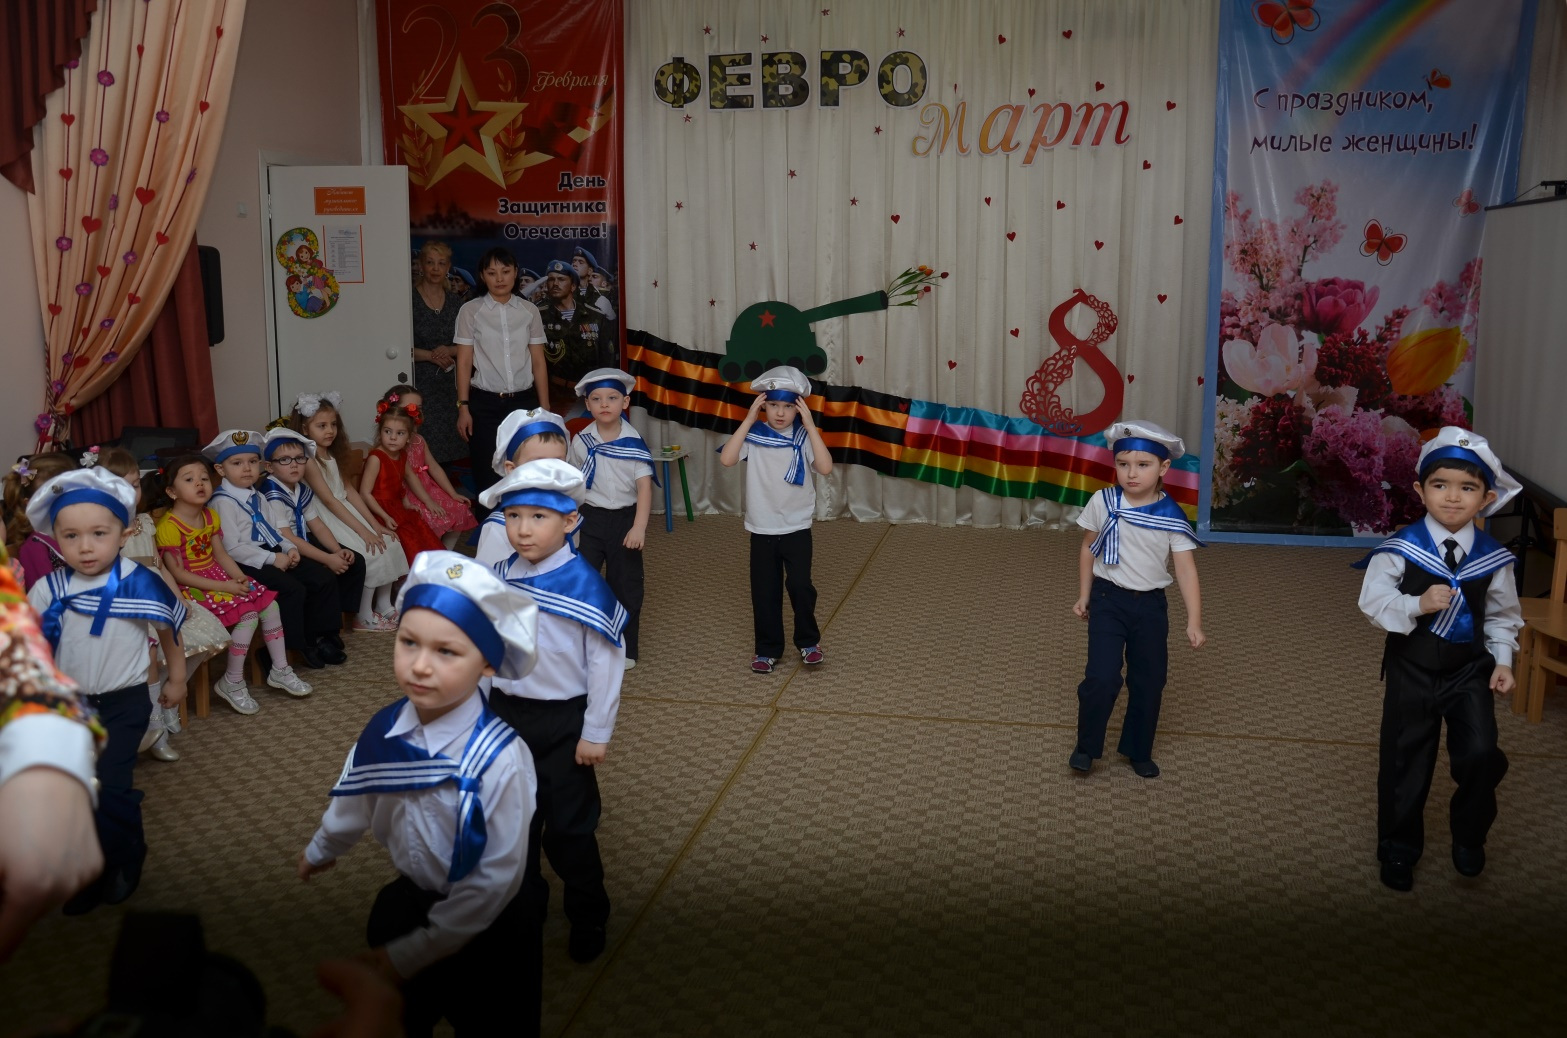 23
Февраля
День
Защитника
Отечества!
ФЕВРО
Март
8
С праздником,
милые женщины!